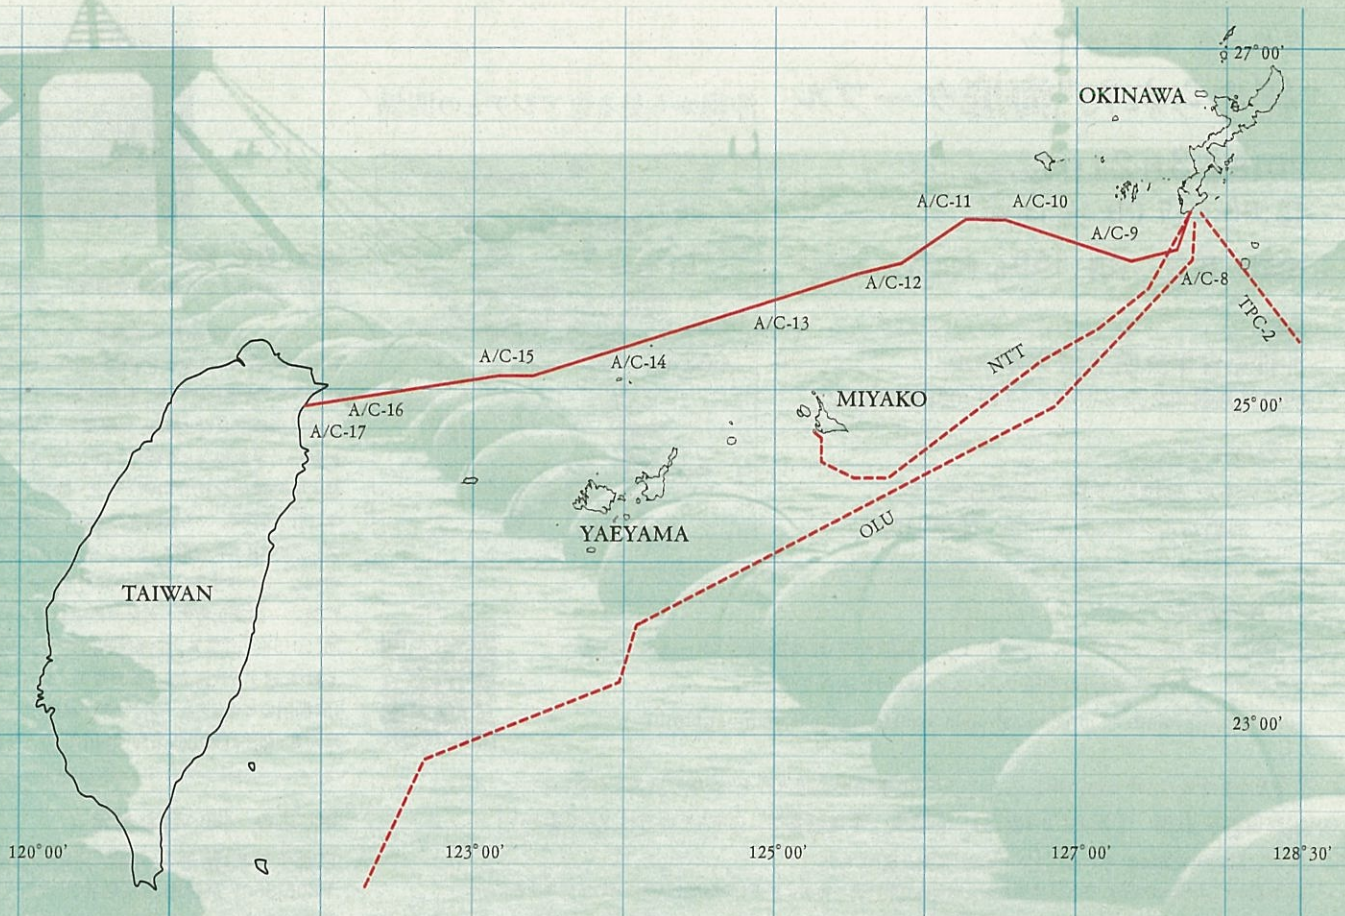 27°00'
OKINAWA
A/C-11
A/C-10
A/C-9
A/C-12
A/C-8
TPC-2
A/C-13
A/C-15
A/C-14
NTT
A/C-16
MIYAKO
25°00'
A/C-17
OLU
YAEYAMA
TAIWAN
23°00'
120°00'
123°00'
125°00'
127°00'
128°30'